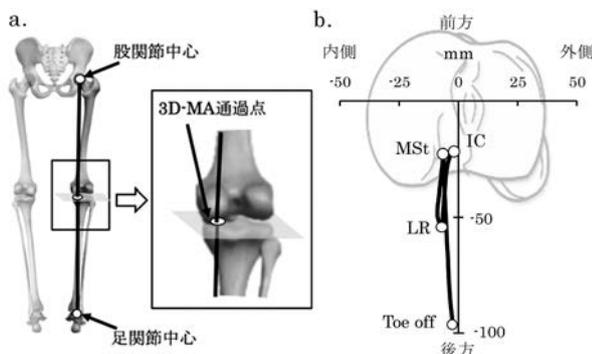 a.
股関節中心
3D-MA通過点
足関節中心
b.
前方
内側
mm
外側
-50
-25
0
25
50
MSt
IC
-50
LR
Toe off
-100
後方